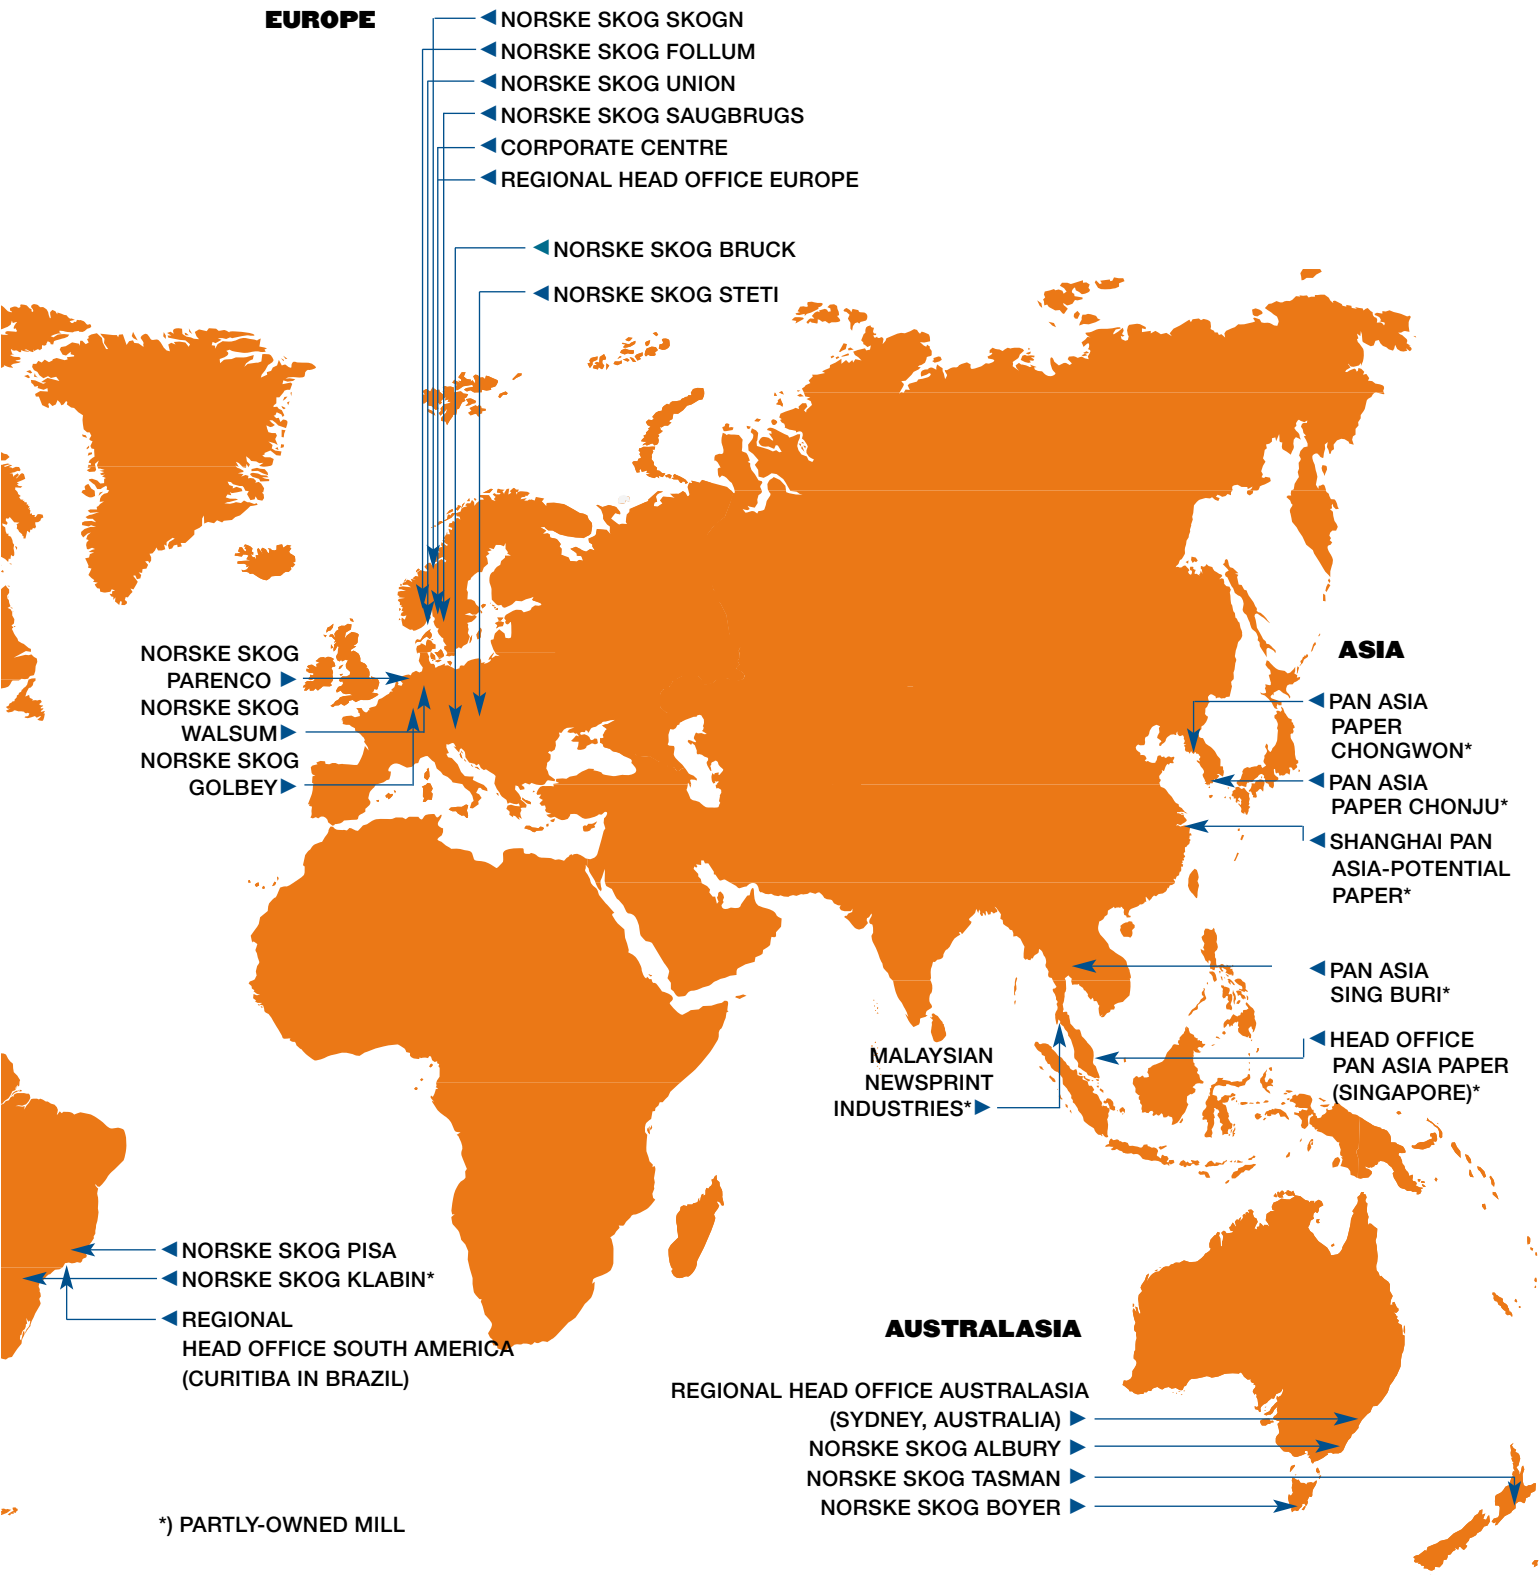 EUROPE
NORSKE SKOG SKOGN
NORSKE SKOG FOLLUM
NORSKE SKOG UNION
NORSKE SKOG SAUGBRUGS
CORPORATE CENTRE
REGIONAL HEAD OFFICE EUROPE
NORSKE SKOG BRUCK
NORSKE SKOG STETI
NORSKE SKOG
PARENCO
NORSKE SKOG
WALSUM
NORSKE SKOG
GOLBEY
ASIA
PAN ASIA
PAPER
CHONGWON*
PAN ASIA
PAPER CHONJU*
SHANGHAI PAN
ASIA-POTENTIAL
PAPER*
PAN ASIA
SING BURI*
HEAD OFFICE
PAN ASIA PAPER
(SINGAPORE)*
MALAYSIAN
NEWSPRINT
INDUSTRIES*
NORSKE SKOG PISA
NORSKE SKOG KLABIN*
REGIONAL
HEAD OFFICE SOUTH AMERICA
(CURITIBA IN BRAZIL)
AUSTRALASIA
REGIONAL HEAD OFFICE AUSTRALASIA
(SYDNEY, AUSTRALIA)
NORSKE SKOG ALBURY
NORSKE SKOG TASMAN
NORSKE SKOG BOYER
*) PARTLY-OWNED MILL